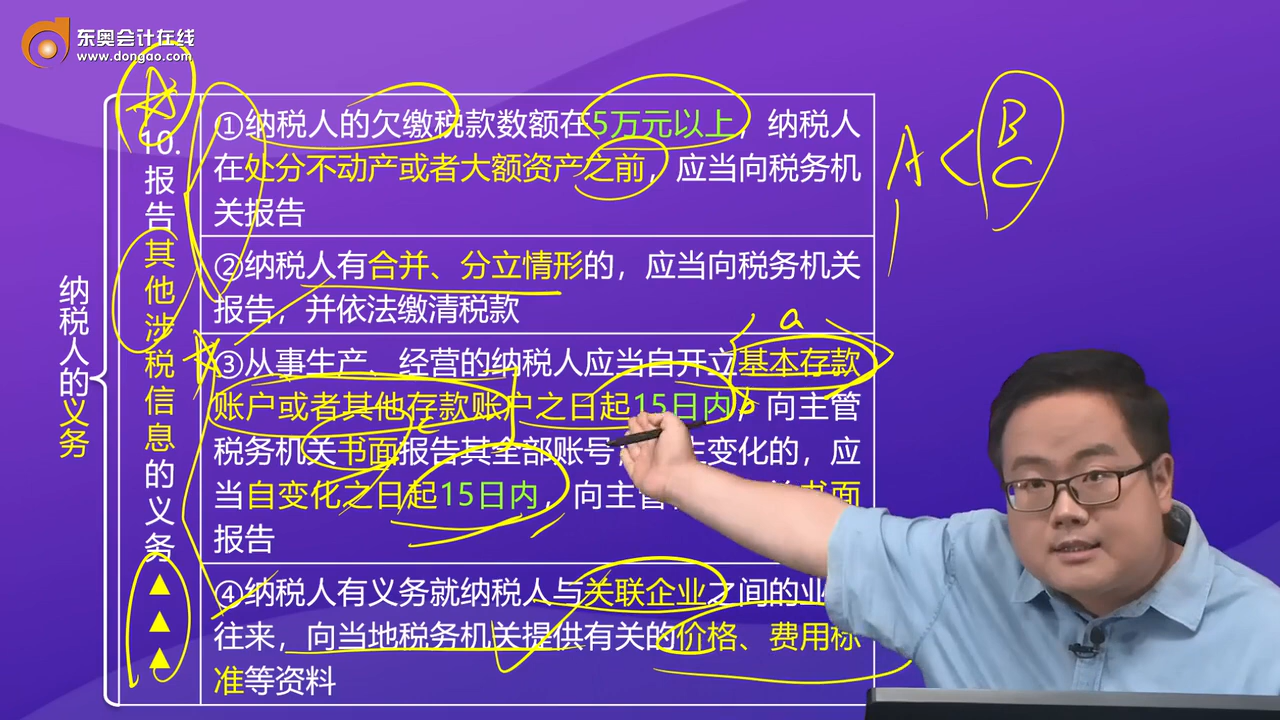 东奥会计在线
www.dongao.com
纳税人的义务
10.报告其他涉税信息的义务
▲▲▲
①纳税人的欠缴税款数额在5万元以上，纳税人
在处分不动产或者大额资产之前，应当向税务机
关报告
②纳税人有合并、分立情形的，应当向税务机关
报告，并依法缴清税款
③从事生产、经营的纳税人应当自开立基本存款
账户或者其他存款账户之日起15日内，向主管
税务机关书面报告其全部账号；变化的，应
当自变化之日起15日内，向主管书面
报告
④纳税人有义务就纳税人与关联企业之间的业
往来，向当地税务机关提供有关的价格、费用标
准等资料
A < B
C
a
b